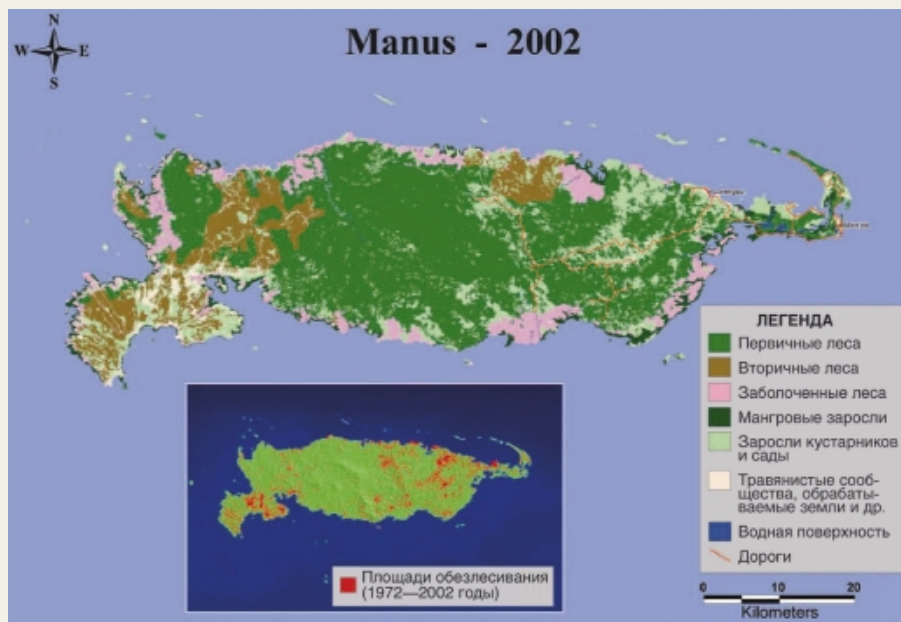 N
W E
S
Manus - 2002
ЛЕГЕНДА
Первичные леса
Вторичные леса
Заболоченные леса
Мангровые заросли
Заросли кустарников
и сады
Травянистые сооб-
щества, обрабаты-
ваемые земли и др.
Водная поверхность
Дороги
Площади обезлесивания
(1972—2002 годы)
0 10 20
Kilometers